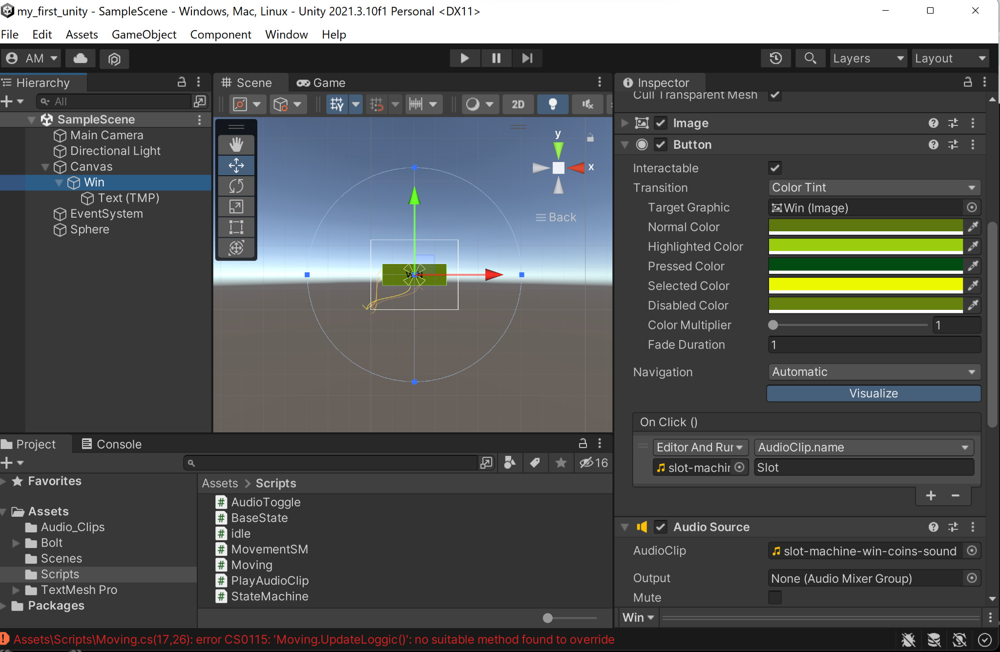 my_first_unity - SampleScene - Windows, Mac, Linux - Unity 2021.3.10f1 Personal <DX11>
File Edit Assets GameObject Component Window Help
AM
Layers
Layout
Hierarchy
All
SampleScene
Main Camera
Directional Light
Canvas
Win
Text (TMP)
EventSystem
Sphere
Scene
Game
2D
y
x
Back
Inspector
Cull Transparent Mesh
Image
Button
Interactable
Transition Color Tint
Target Graphic Win (Image)
Normal Color
Highlighted Color
Pressed Color
Selected Color
Disabled Color
Color Multiplier 1
Fade Duration 1
Navigation Automatic
Visualize
On Click ()
Editor And Rur AudioClip.name
slot-machir Slot
Audio Source
AudioClip slot-machine-win-coins-sound
Output None (Audio Mixer Group)
Mute
Win
Project
Console
16
Favorites
Assets
Audio_Clips
Bolt
Scenes
Scripts
TextMesh Pro
Packages
Assets > Scripts
AudioToggle
BaseState
idle
MovementSM
Moving
PlayAudioClip
StateMachine
Assets\Scripts\Moving.cs(17,26): error CS0115: 'Moving.UpdateLoggic()': no suitable method found to override